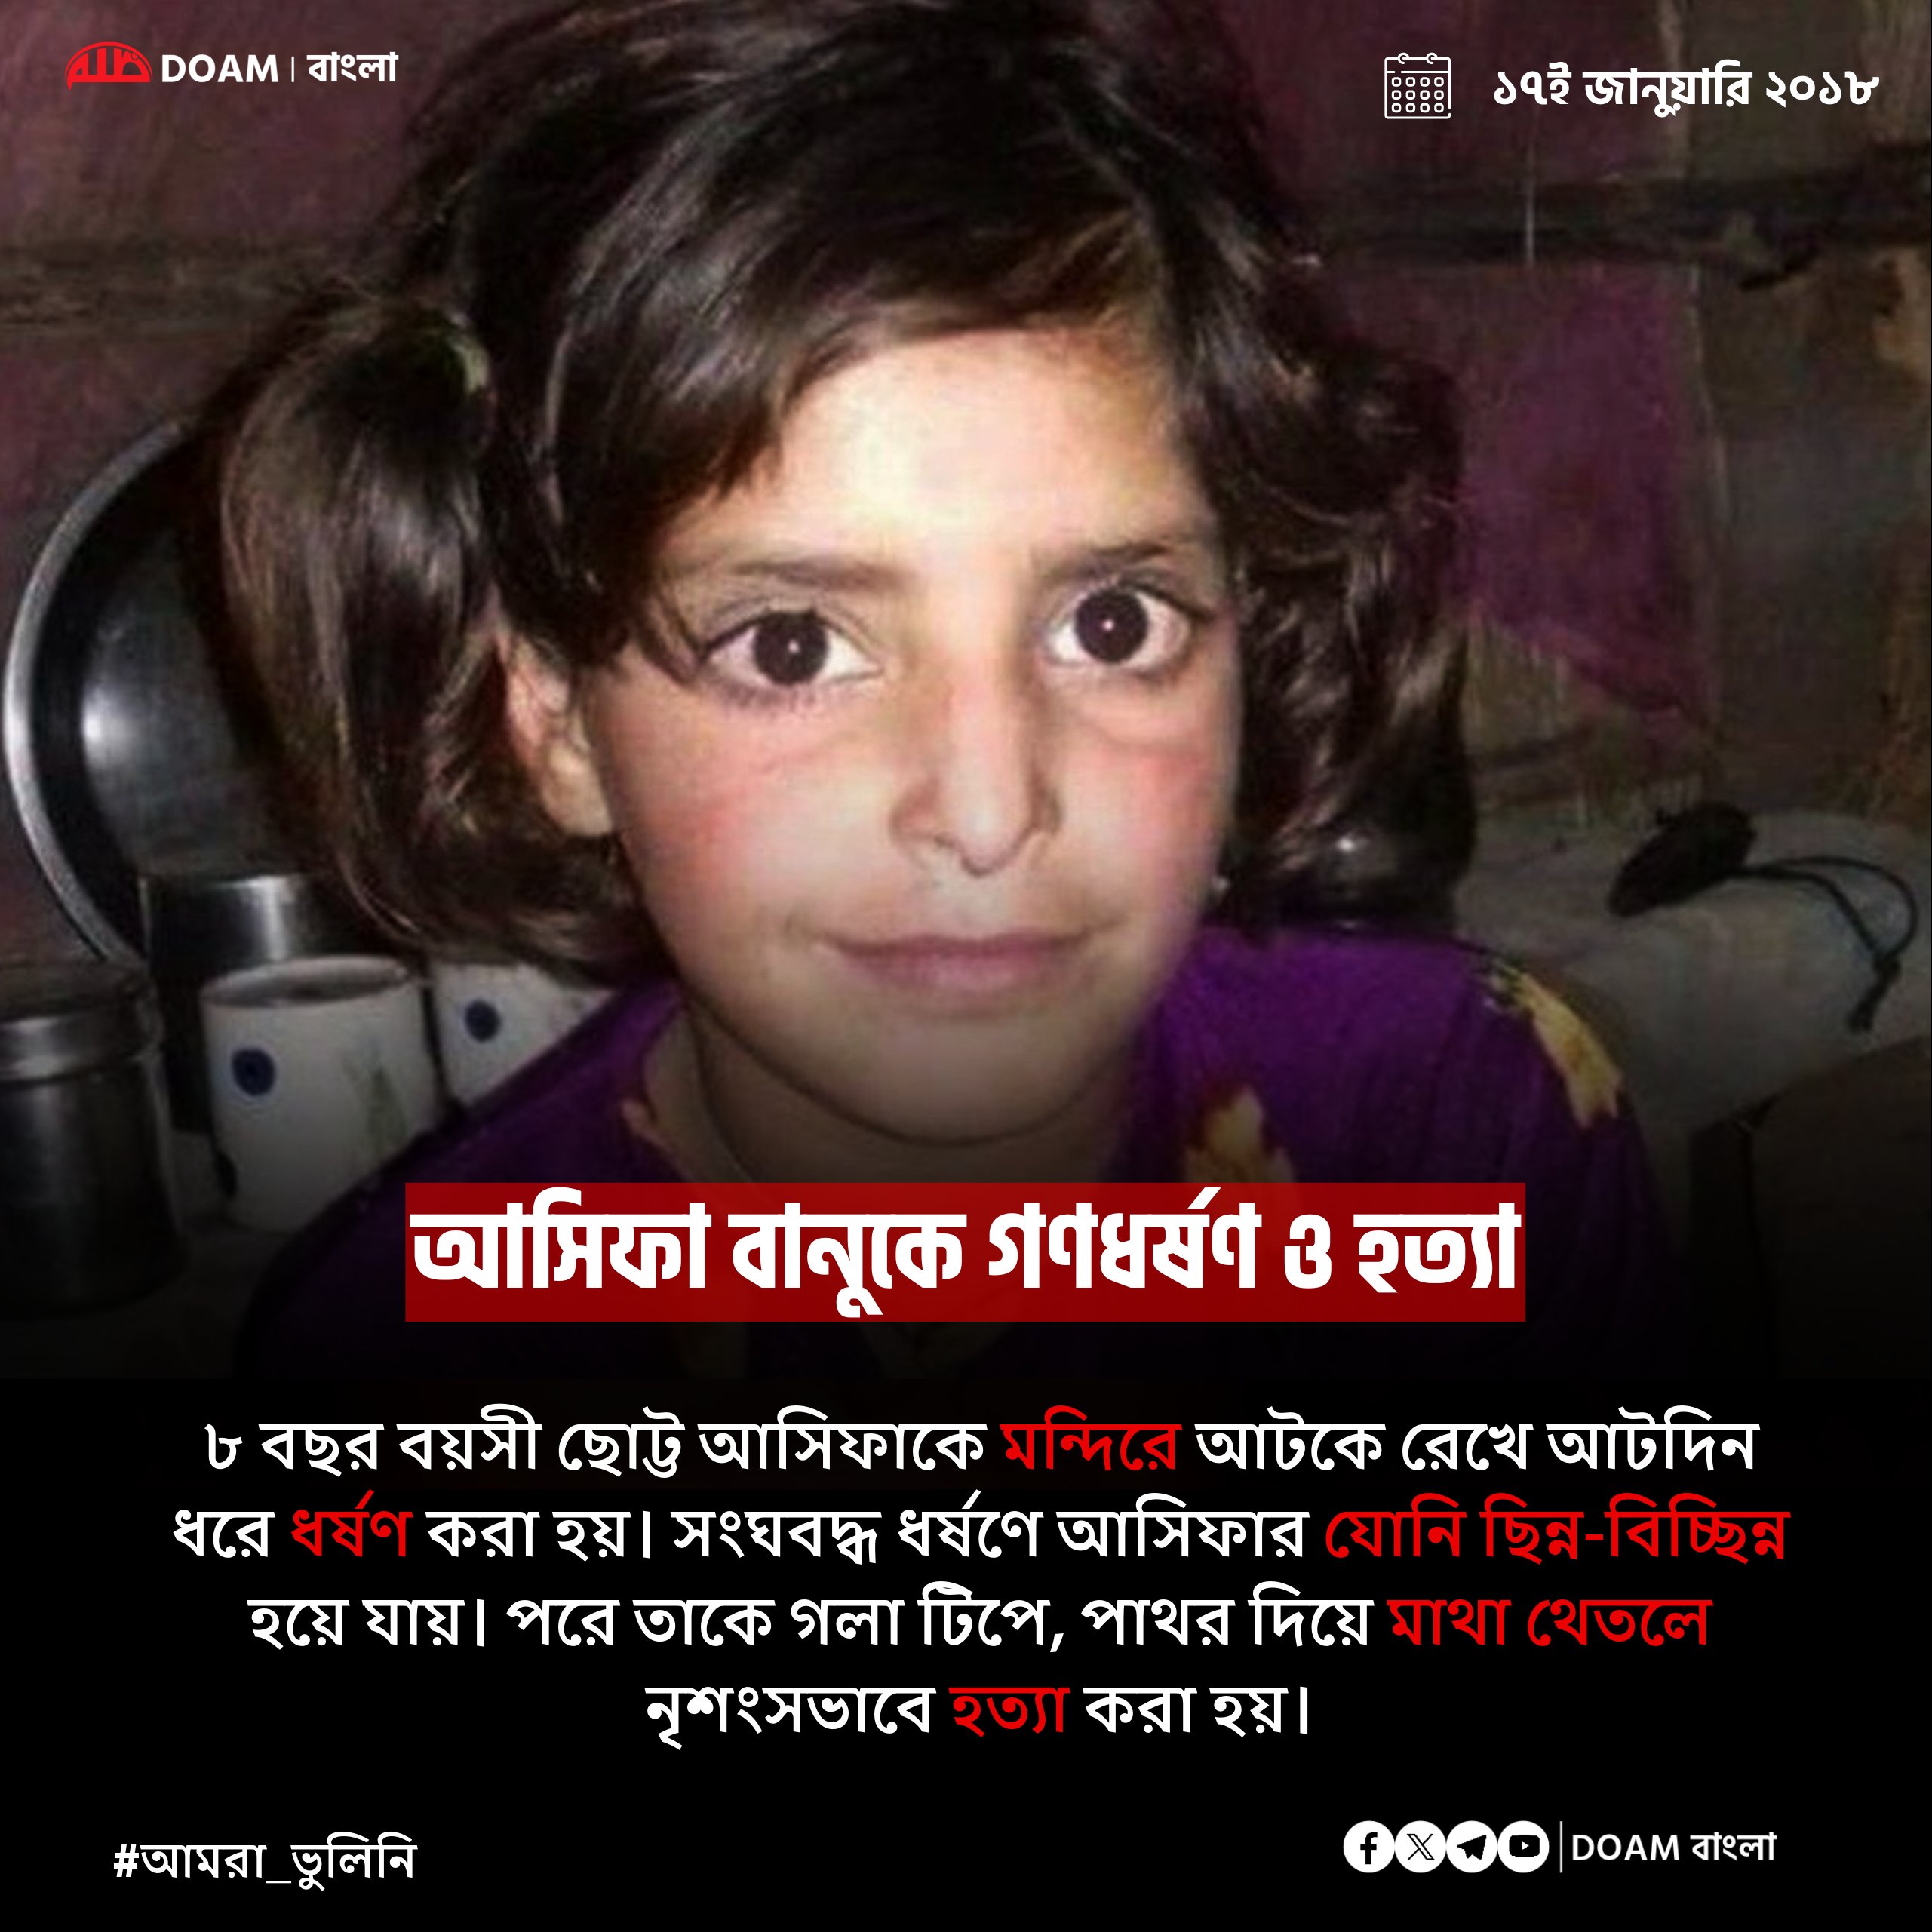 DOAM | বাংলা
১৭ই জানুয়ারি ২০১৮
আসিফা বানুকে গণধর্ষণ ও হত্যা
৮ বছর বয়সী ছোট্ট আসিফাকে মন্দিরে আটকে রেখে আটদিন
ধরে ধর্ষণ করা হয়। সংঘবদ্ধ ধর্ষণে আসিফার যোনি ছিন্ন-বিচ্ছিন্ন
হয়ে যায়। পরে তাকে গলা টিপে, পাথর দিয়ে মাথা থেতলে
নৃশংসভাবে হত্যা করা হয়।
#আমরা_ভুলিনি
DOAM বাংলা